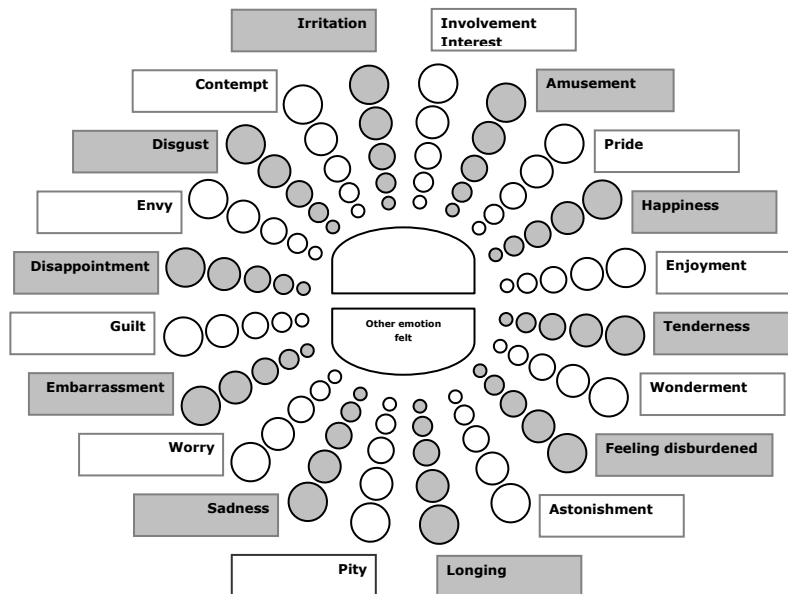 Irritation
Involvement
Interest
Contempt
Amusement
Disgust
Pride
Envy
Happiness
Disappointment
Enjoyment
Guilt
Other emotion
felt
Tenderness
Embarrassment
Wonderment
Worry
Feeling disburdened
Sadness
Astonishment
Pity
Longing